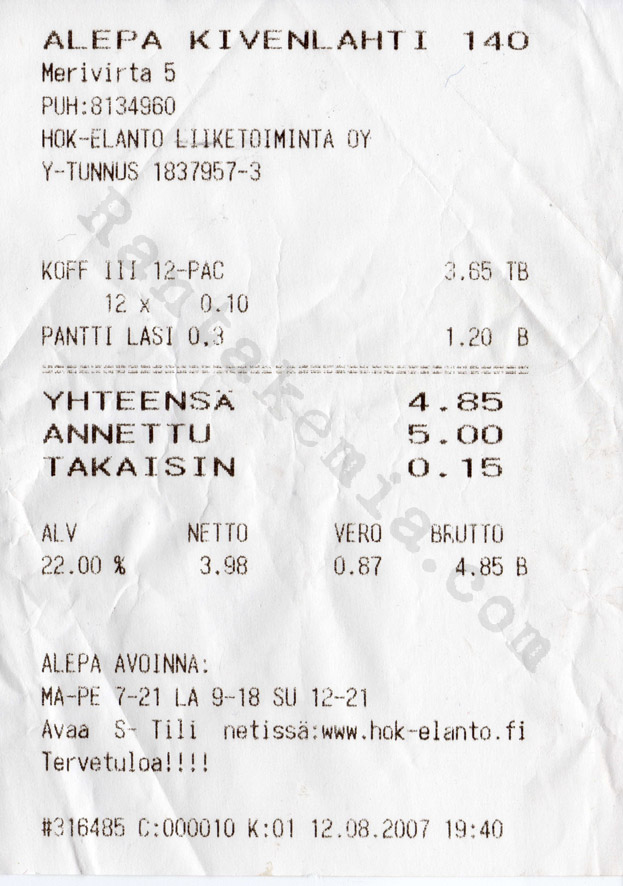 ALEPA KIVENLAHTI 140
Merivirta 5
PUH:8134960
HOK-ELANTO LIIKETOIMINTA OY
Y-TUNNUS 1837957-3
KOFF III 12-PAC 3.65 TB
12 x 0.10
PANTTI LASI 0,3 1.20 B
YHTEENSÄ 4.85
ANNETTU 5.00
TAKAISIN 0.15
ALV NETTO VERO BRUTTO
22.00 % 3.98 0.87 4.85 B
ALEPA AVOINNA:
MA-PE 7-21 LA 9-18 SU 12-21
Avaa S- Tili netissä:www.hok-elanto.fi
Tervetuloa!!!!
#316485 C:000010 K:01 12.08.2007 19:40
Rantakemia.com